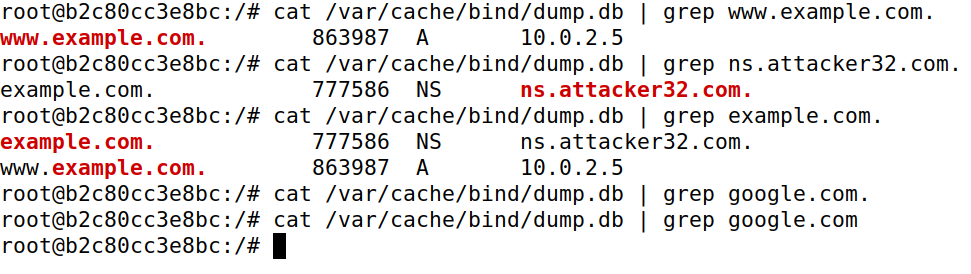 root@b2c80cc3e8bc:/# cat /var/cache/bind/dump.db | grep www.example.com.
www.example.com.        863987  A       10.0.2.5
root@b2c80cc3e8bc:/# cat /var/cache/bind/dump.db | grep ns.attacker32.com.
example.com.            777586  NS      ns.attacker32.com.
root@b2c80cc3e8bc:/# cat /var/cache/bind/dump.db | grep example.com.
example.com.            777586  NS      ns.attacker32.com.
www.example.com.        863987  A       10.0.2.5
root@b2c80cc3e8bc:/# cat /var/cache/bind/dump.db | grep google.com.
root@b2c80cc3e8bc:/# cat /var/cache/bind/dump.db | grep google.com
root@b2c80cc3e8bc:/#